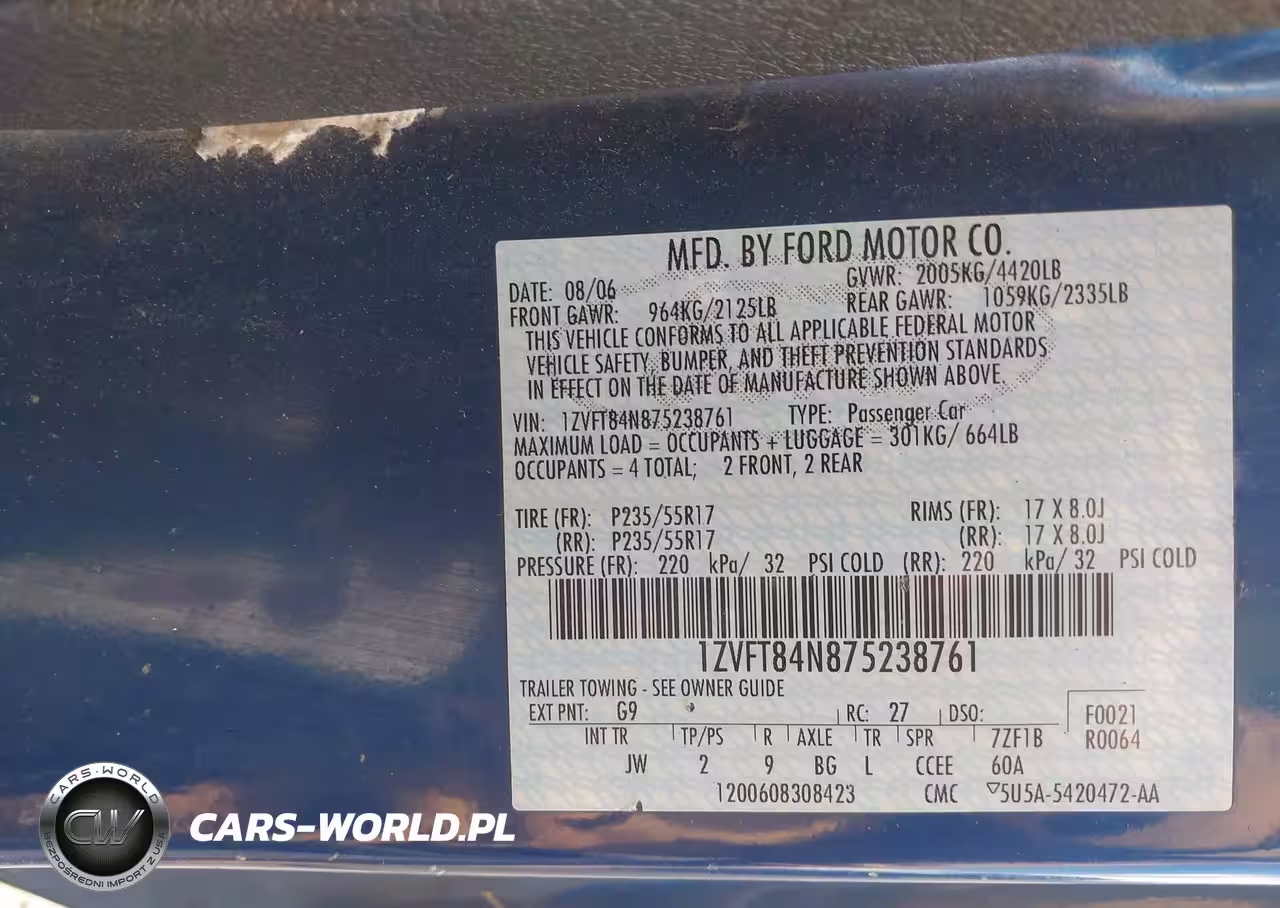 MFD. BY FORD MOTOR CO.
DATE: 08/06 GVWR: 2005KG/4420LB
FRONT GAWR: 964KG/2125LB REAR GAWR: 1059KG/2335LB
THIS VEHICLE CONFORMS TO ALL APPLICABLE FEDERAL MOTOR
VEHICLE SAFETY, BUMPER, AND THEFT PREVENTION STANDARDS
IN EFFECT ON THE DATE OF MANUFACTURE SHOWN ABOVE.
VIN: 1ZVFT84N875238761 TYPE: Passenger Car
MAXIMUM LOAD = OCCUPANTS + LUGGAGE = 301KG/ 664LB
OCCUPANTS = 4 TOTAL; 2 FRONT, 2 REAR
TIRE (FR): P235/55R17 RIMS (FR): 17 X 8.0J
(RR): P235/55R17 (RR): 17 X 8.0J
PRESSURE (FR): 220 kPa/ 32 PSI COLD (RR): 220 kPa/ 32 PSI COLD
1ZVFT84N875238761
TRAILER TOWING - SEE OWNER GUIDE
EXT PNT: G9 RC: 27 DSO: F0021
INT TR TP/PS R AXLE TR SPR 7ZF1B R0064
JW 2 9 BG L CCEE 60A
1200608308423 CMC 5U5A-5420472-AA
CARS-WORLD
CW
BEZPOŚREDNI IMPORT Z USA
CARS-WORLD.PL